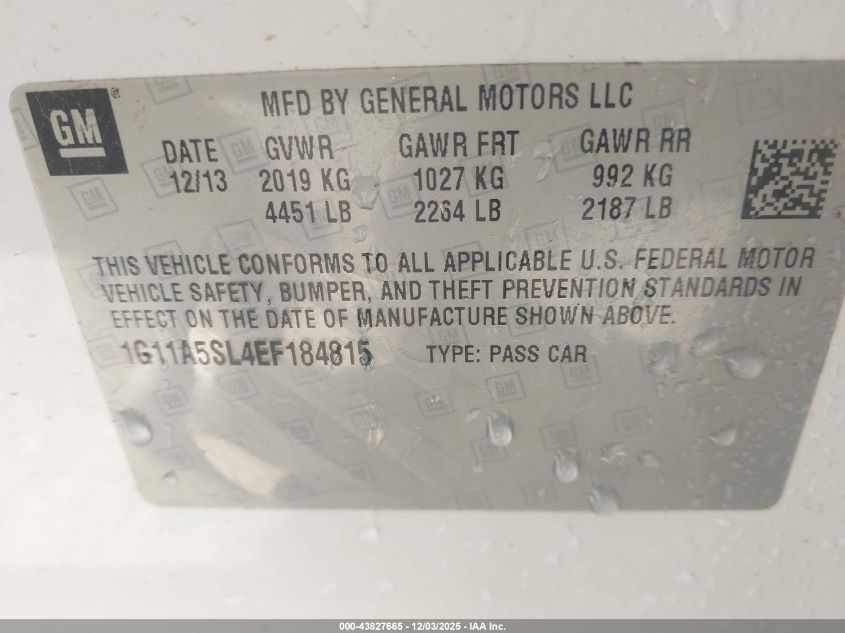 GM ®
MFD BY GENERAL MOTORS LLC
DATE GVWR GAWR FRT GAWR RR
12/13 2019 KG 1027 KG 992 KG
4451 LB 2264 LB 2187 LB
THIS VEHICLE CONFORMS TO ALL APPLICABLE U.S. FEDERAL MOTOR
VEHICLE SAFETY, BUMPER, AND THEFT PREVENTION STANDARDS IN
EFFECT ON THE DATE OF MANUFACTURE SHOWN ABOVE.
1G11A5SL4EF184815 TYPE: PASS CAR
000-43827665 - 12/03/2025 - IAA Inc.